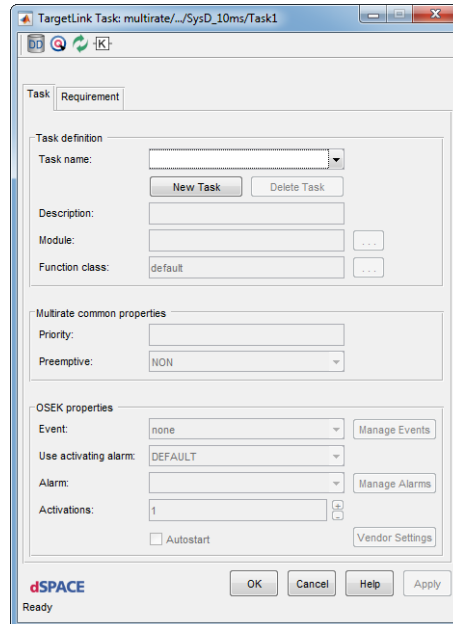 TargetLink Task: multirate/.../SysD_10ms/Task1
DD
K
Task Requirement
Task definition
Task name:
New Task Delete Task
Description:
Module: ...
Function class: default ...
Multirate common properties
Priority:
Preemptive: NON
OSEK properties
Event: none Manage Events
Use activating alarm: DEFAULT
Alarm: Manage Alarms
Activations: 1 + -
Autostart Vendor Settings
dSPACE OK Cancel Help Apply
Ready